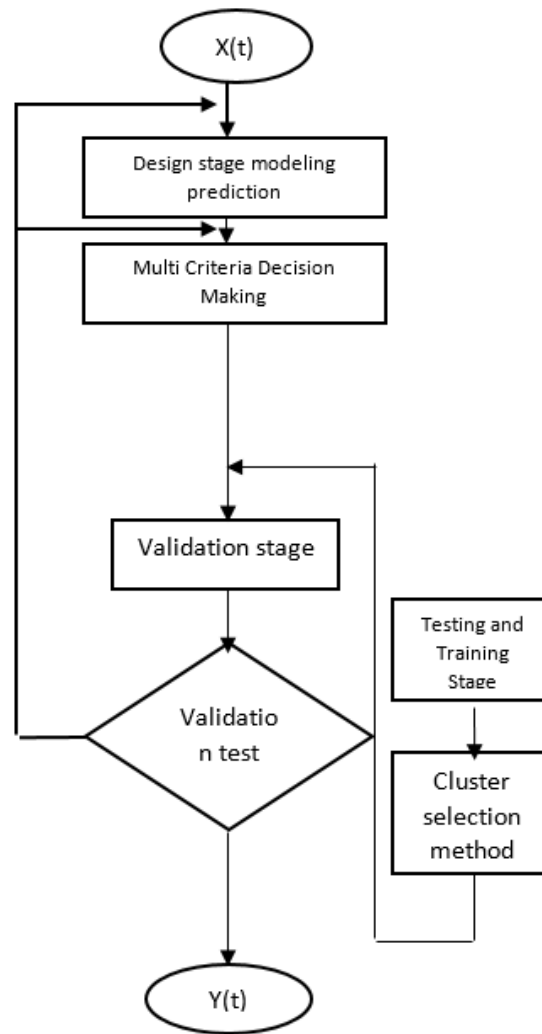 X(t)
Design stage modeling
prediction
Multi Criteria Decision
Making
Validation stage
Testing and
Training
Stage
Validatio
n test
Cluster
selection
method
Y(t)